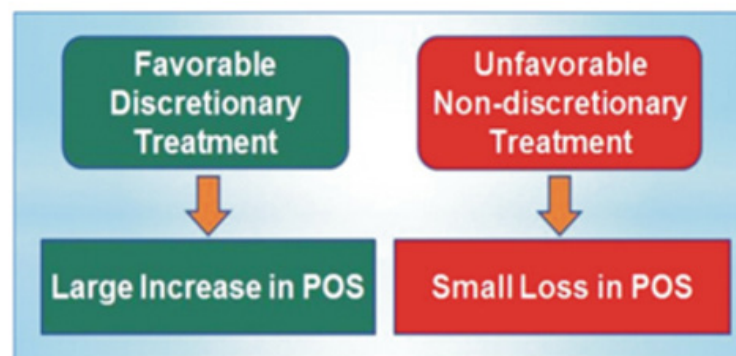 Favorable
Discretionary
Treatment
Unfavorable
Non-discretionary
Treatment
Large Increase in POS
Small Loss in POS